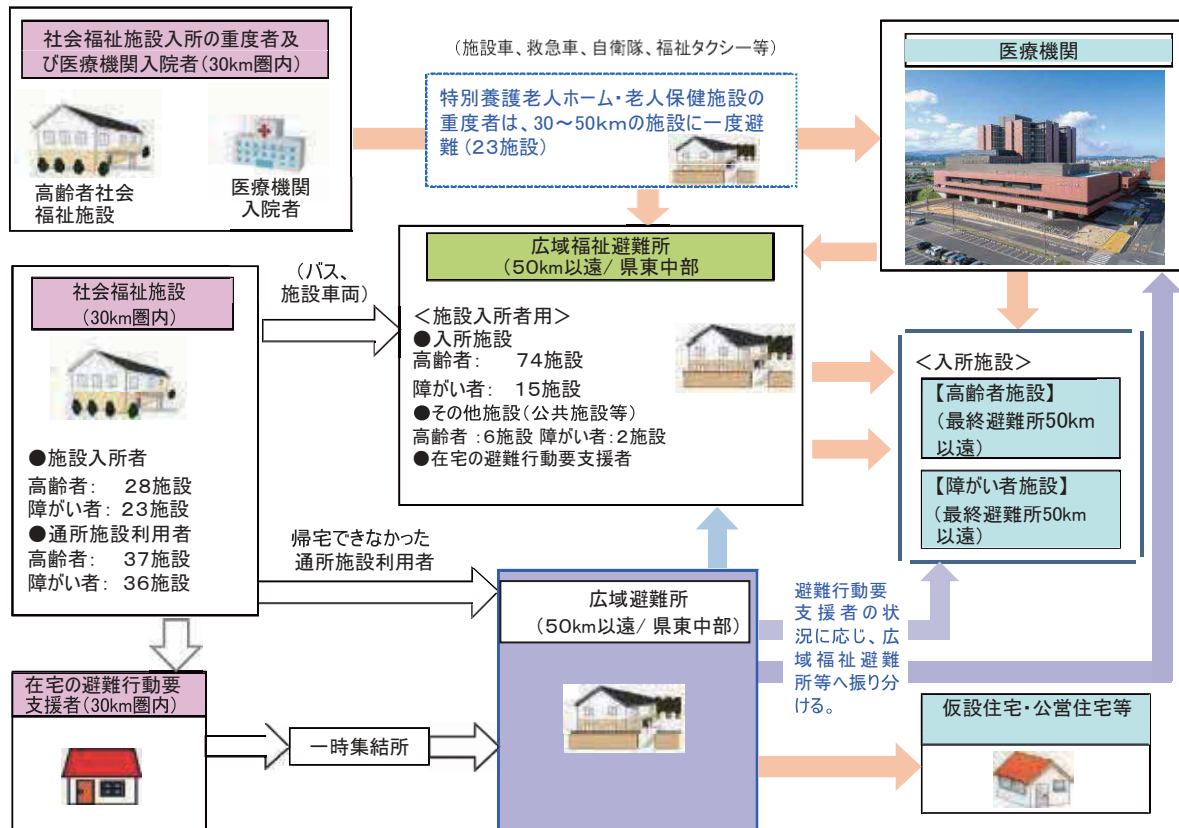 社会福祉施設入所の重度者及
び医療機関入院者(30km圏内)
高齢者社会
福祉施設
医療機関
入院者
(施設車、救急車、自衛隊、福祉タクシー等)
特別養護老人ホーム・老人保健施設の
重度者は、30～50kmの施設に一度避
難(23施設)
医療機関
社会福祉施設
(30km圏内)
●施設入所者
高齢者： 28施設
障がい者：23施設
●通所施設利用者
高齢者： 37施設
障がい者：36施設
(バス、
施設車両)
広域福祉避難所
(50km以遠/ 県東中部
＜施設入所者用＞
●入所施設
高齢者： 74施設
障がい者： 15施設
●その他施設(公共施設等)
高齢者：6施設 障がい者：2施設
●在宅の避難行動要支援者
＜入所施設＞
【高齢者施設】
(最終避難所50km
以遠)
【障がい者施設】
(最終避難所50km
以遠)
帰宅できなかった
通所施設利用者
広域避難所
(50km以遠/ 県東中部)
避難行動要
支援者の状
況に応じ、広
域福祉避難
所等へ振り分
ける。
在宅の避難行動要
支援者(30km圏内)
一時集結所
仮設住宅・公営住宅等